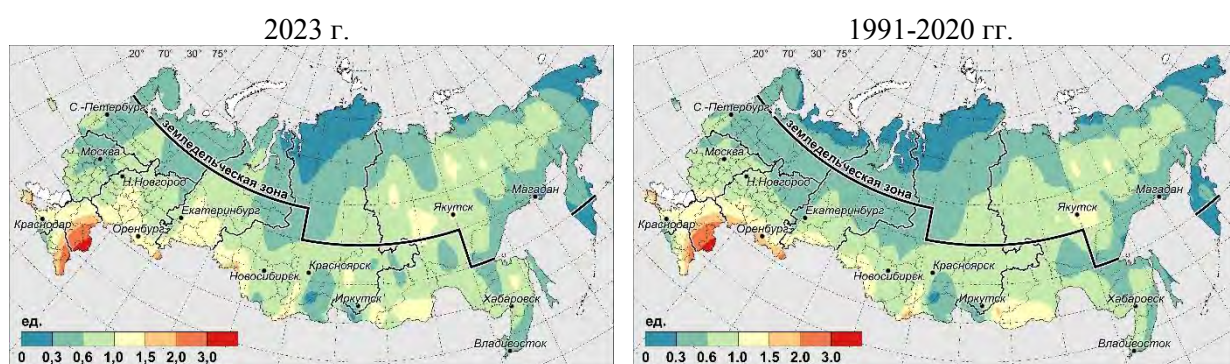 2023 г.
1991-2020 гг.
20° 70° 30° 75°
С.-Петербург
Москва
земледельческая зона
Н.Новгород
Магадан
Краснодар
Екатеринбург
Якутск
Оренбург
Новосибирск
Красноярск
Иркутск
Хабаровск
Владивосток
ед.
0 0,3 0,6 1,0 1,5 2,0 3,0
20° 70° 30° 75°
С.-Петербург
Москва
земледельческая зона
Н.Новгород
Магадан
Краснодар
Екатеринбург
Якутск
Оренбург
Новосибирск
Красноярск
Иркутск
Хабаровск
Владивосток
ед.
0 0,3 0,6 1.0 1.5 2.0 3.0